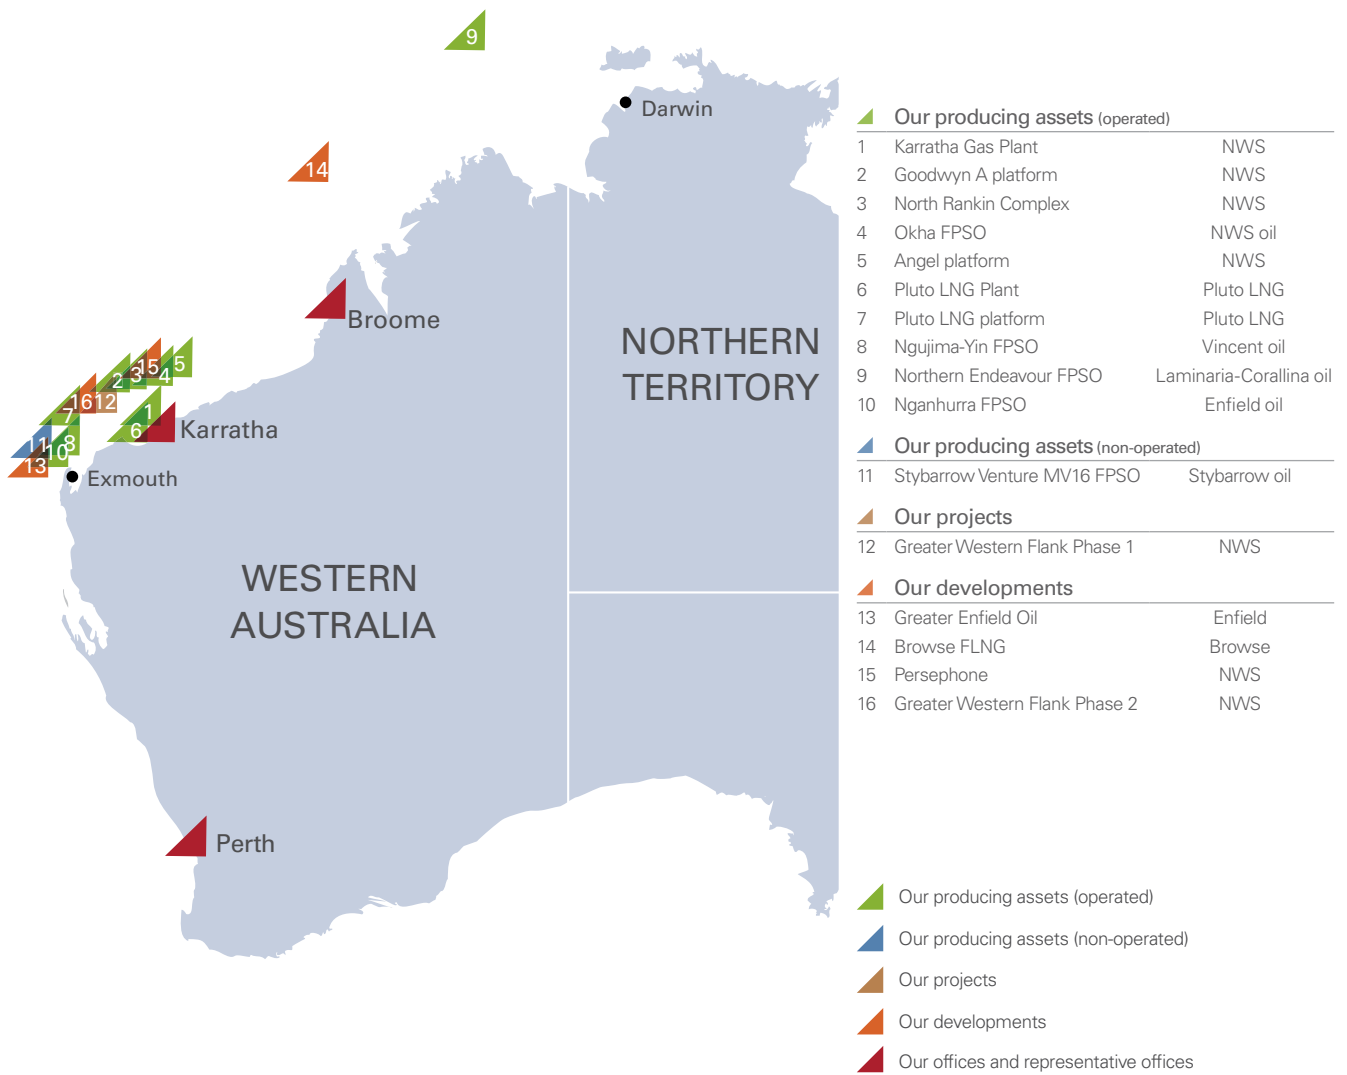 9
Darwin
14
Broome
NORTHERN
TERRITORY
15
5
2
3
4
16
12
7
1
6
Karratha
11
8
10
13
Exmouth
WESTERN
AUSTRALIA
Perth
Our producing assets (operated)
1 Karratha Gas Plant NWS
2 Goodwyn A platform NWS
3 North Rankin Complex NWS
4 Okha FPSO NWS oil
5 Angel platform NWS
6 Pluto LNG Plant Pluto LNG
7 Pluto LNG platform Pluto LNG
8 Ngujima-Yin FPSO Vincent oil
9 Northern Endeavour FPSO Laminaria-Corallina oil
10 Nganhurra FPSO Enfield oil
Our producing assets (non-operated)
11 Stybarrow Venture MV16 FPSO Stybarrow oil
Our projects
12 Greater Western Flank Phase 1 NWS
Our developments
13 Greater Enfield Oil Enfield
14 Browse FLNG Browse
15 Persephone NWS
16 Greater Western Flank Phase 2 NWS
Our producing assets (operated)
Our producing assets (non-operated)
Our projects
Our developments
Our offices and representative offices